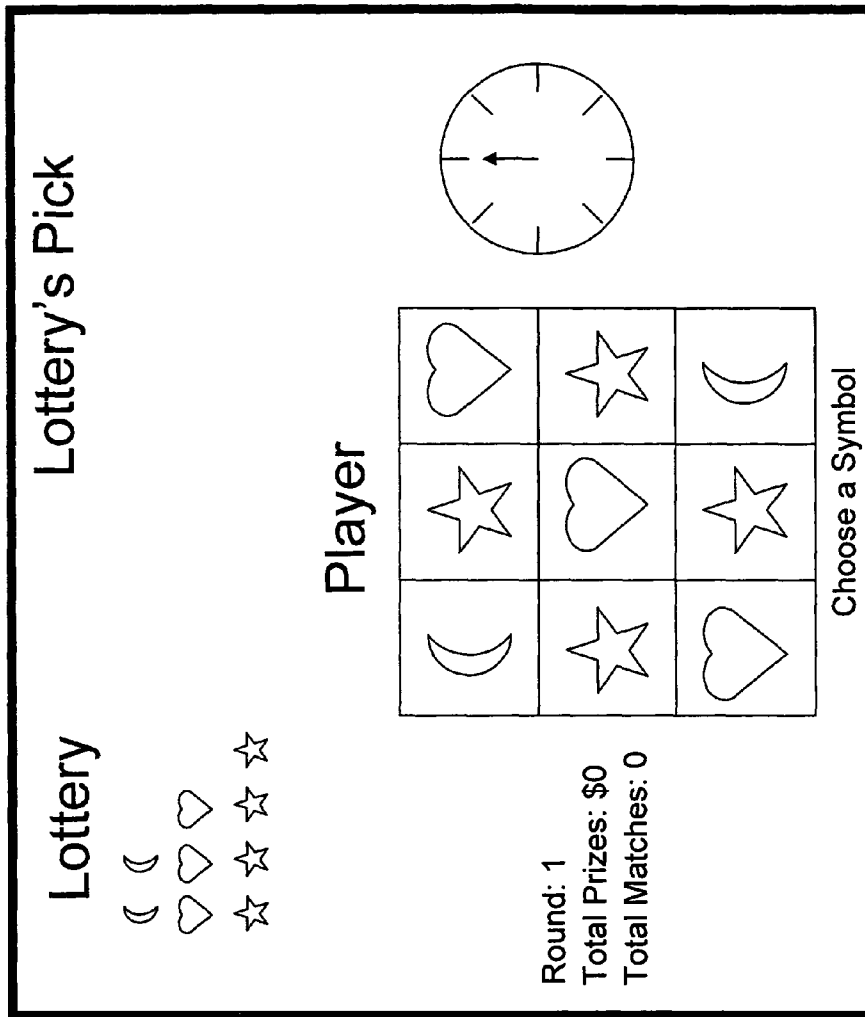 Lottery
Lottery's Pick
Player
Round: 1
Total Prizes: $0
Total Matches: 0
Choose a Symbol